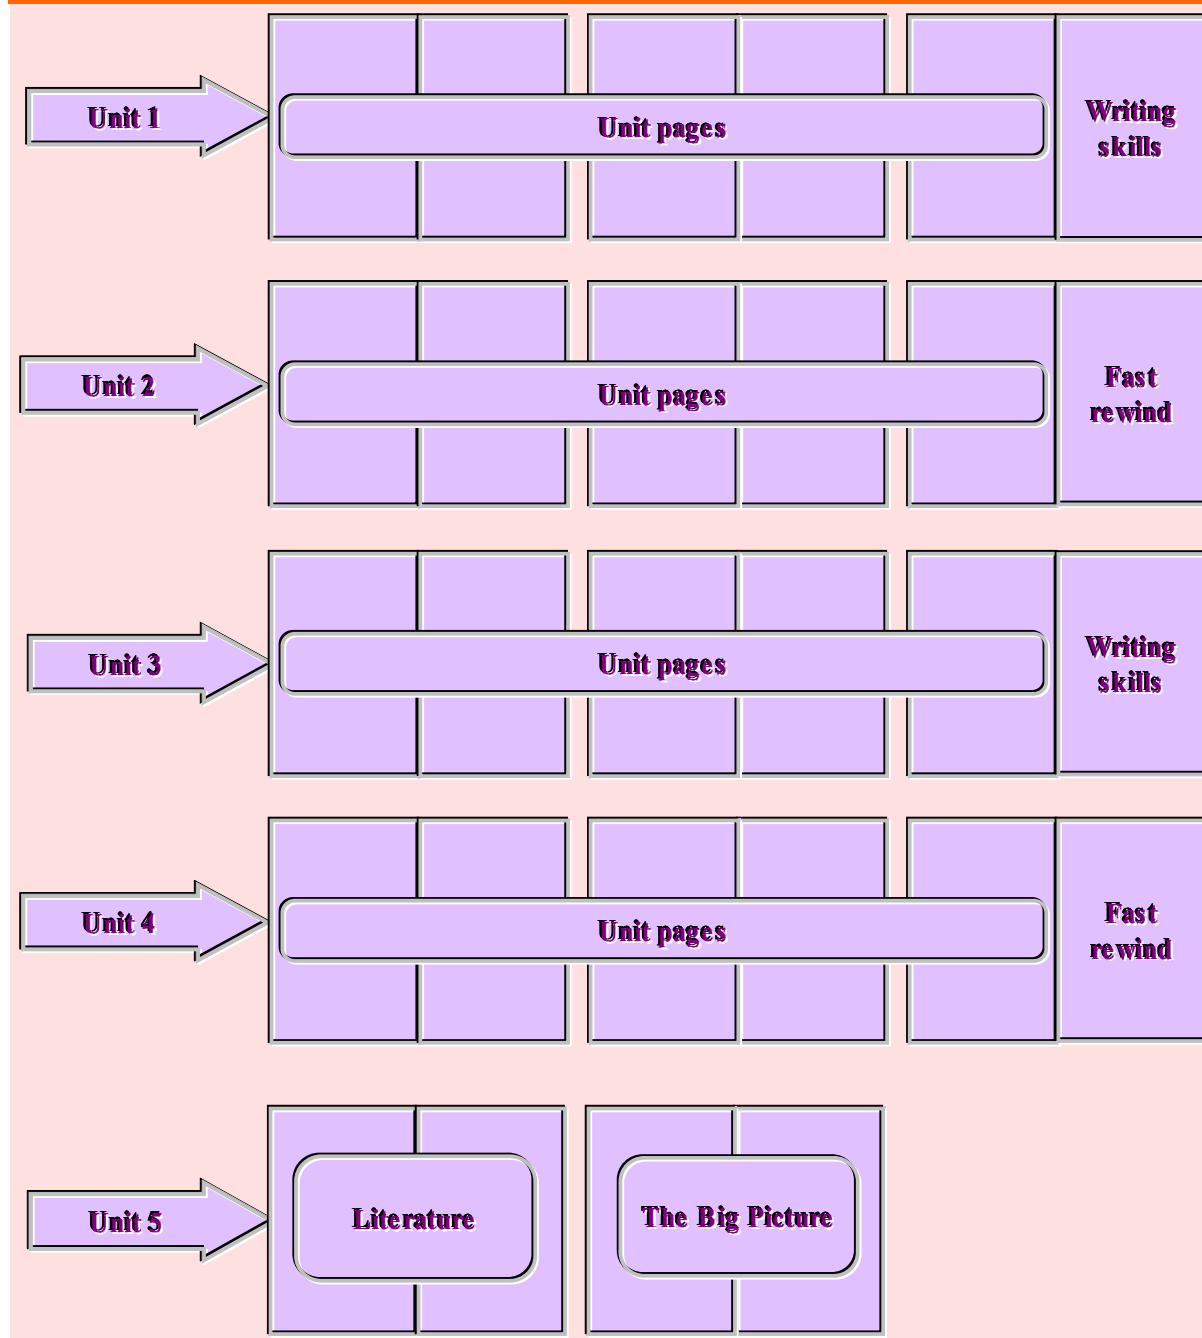 Unit 1
Unit pages
Writing
skills
Unit 2
Unit pages
Fast
rewind
Unit 3
Unit pages
Writing
skills
Unit 4
Unit pages
Fast
rewind
Unit 5
Literature
The Big Picture